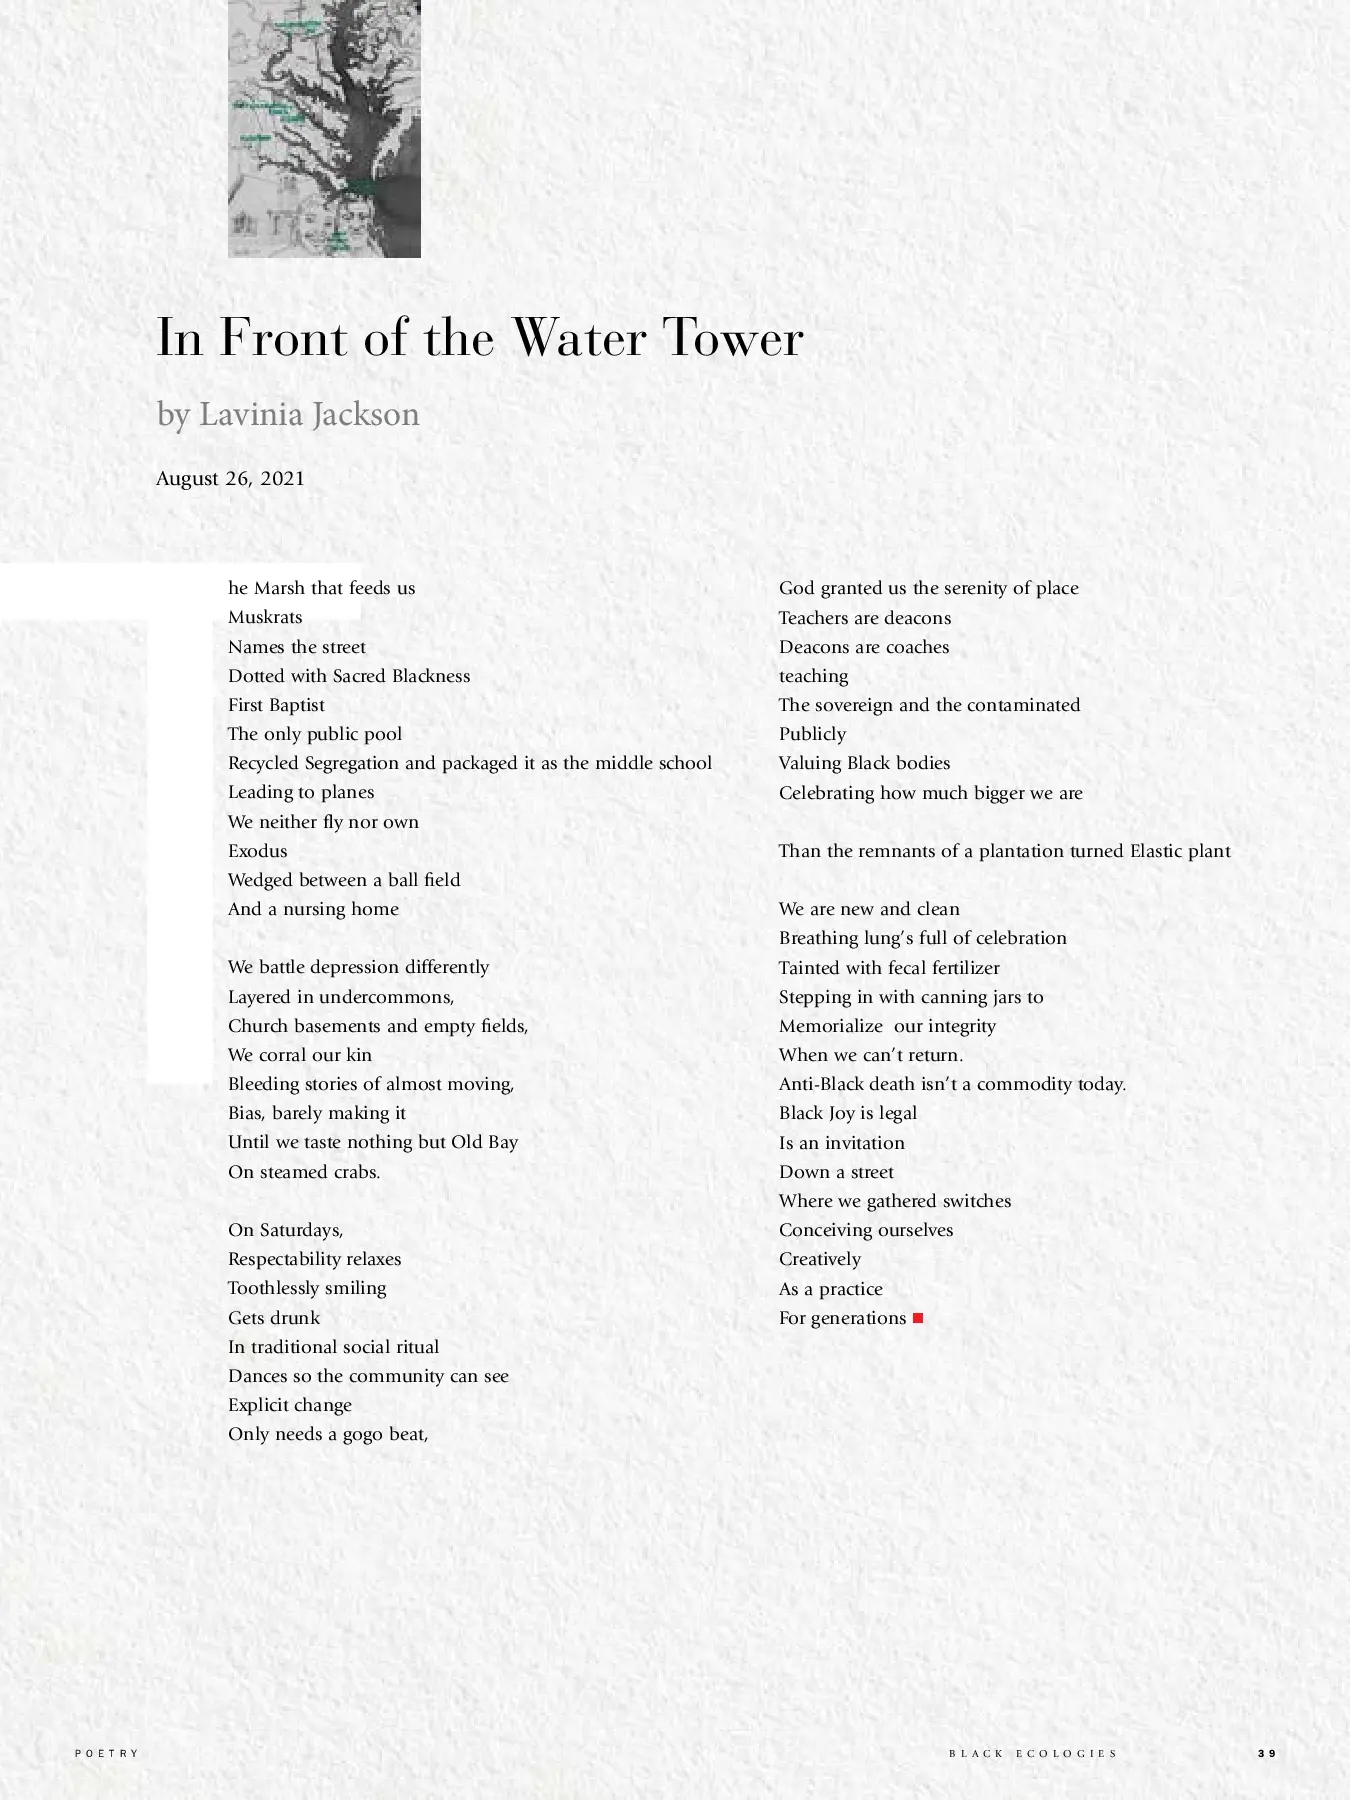 In Front of the Water Tower
by Lavinia Jackson
August 26, 2021
The Marsh that feeds us
Muskrats
Names the street
Dotted with Sacred Blackness
First Baptist
The only public pool
Recycled Segregation and packaged it as the middle school
Leading to planes
We neither fly nor own
Exodus
Wedged between a ball field
And a nursing home
We battle depression differently
Layered in undercommons,
Church basements and empty fields,
We corral our kin
Bleeding stories of almost moving,
Bias, barely making it
Until we taste nothing but Old Bay
On steamed crabs.
On Saturdays,
Respectability relaxes
Toothlessly smiling
Gets drunk
In traditional social ritual
Dances so the community can see
Explicit change
Only needs a gogo beat,
God granted us the serenity of place
Teachers are deacons
Deacons are coaches
teaching
The sovereign and the contaminated
Publicly
Valuing Black bodies
Celebrating how much bigger we are
Than the remnants of a plantation turned Elastic plant
We are new and clean
Breathing lung’s full of celebration
Tainted with fecal fertilizer
Stepping in with canning jars to
Memorialize  our integrity
When we can’t return.
Anti-Black death isn’t a commodity today.
Black Joy is legal
Is an invitation
Down a street
Where we gathered switches
Conceiving ourselves
Creatively
As a practice
For generations
POETRY
BLACK ECOLOGIES
39